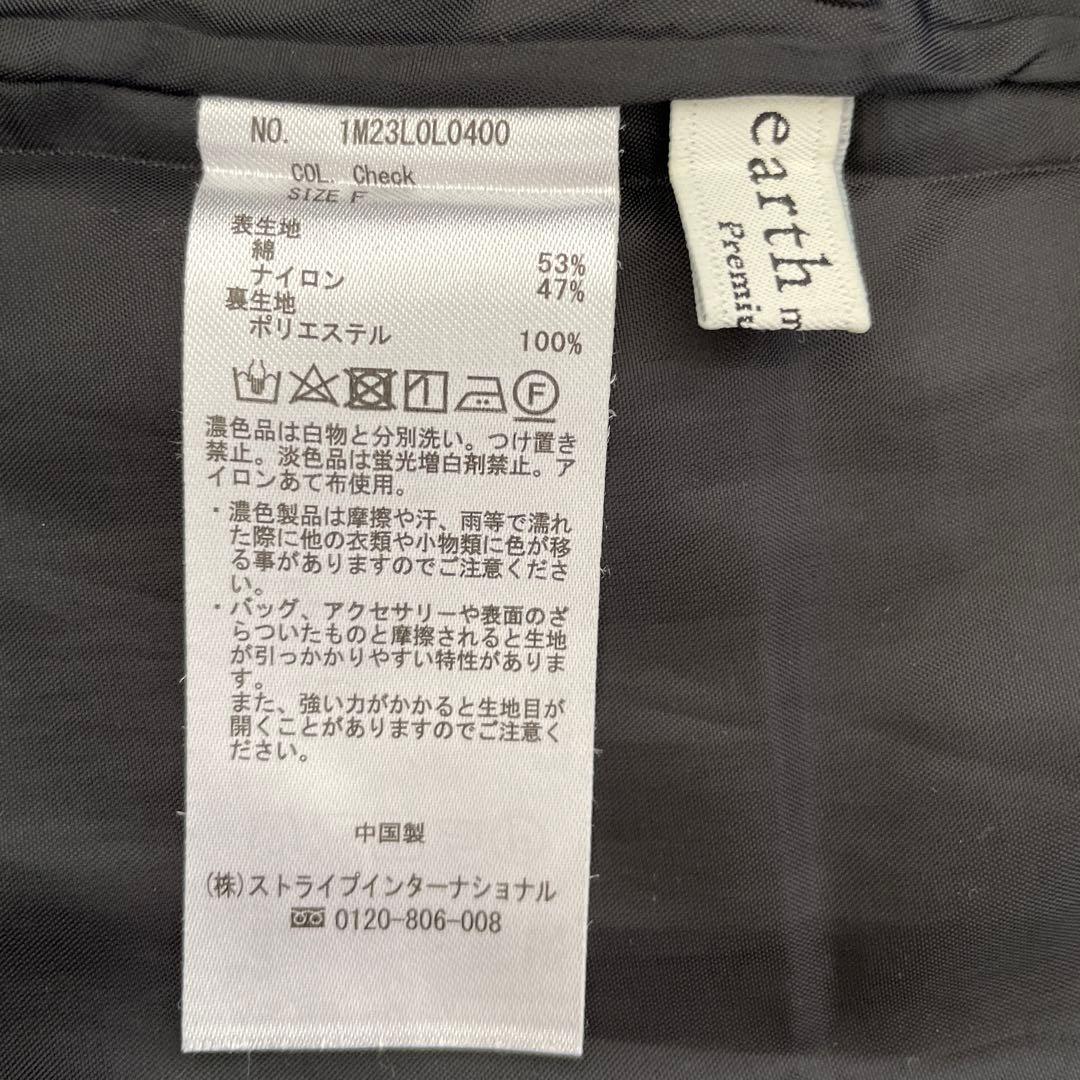 NO. 1M23L0L0400
COL. Check
SIZE F
表生地
綿 53%
ナイロン 47%
裏生地
ポリエステル 100%
F
濃色品は白物と分別洗い。つけ置き
禁止。淡色品は蛍光増白剤禁止。ア
イロンあて布使用。
・濃色製品は摩擦や汗、雨等で濡れ
た際に他の衣類や小物類に色が移
る事がありますのでご注意くださ
い。
・バッグ、アクセサリーや表面のざ
らついたものと摩擦されると生地
が引っかかりやすい特性がありま
す。
また、強い力がかかると生地目が
開くことがありますのでご注意く
ださい。
中国製
(株)ストライプインターナショナル
0120-806-008
earth m
Premiu